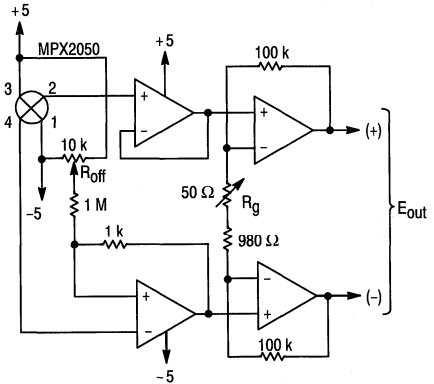 +5
MPX2050
+5
100 k
3
2
4
1
+
−
+
−
(+)
10 k
Roff
−5
50 Ω
Rg
Eout
1 M
980 Ω
1 k
+
−
−
+
(−)
100 k
−5